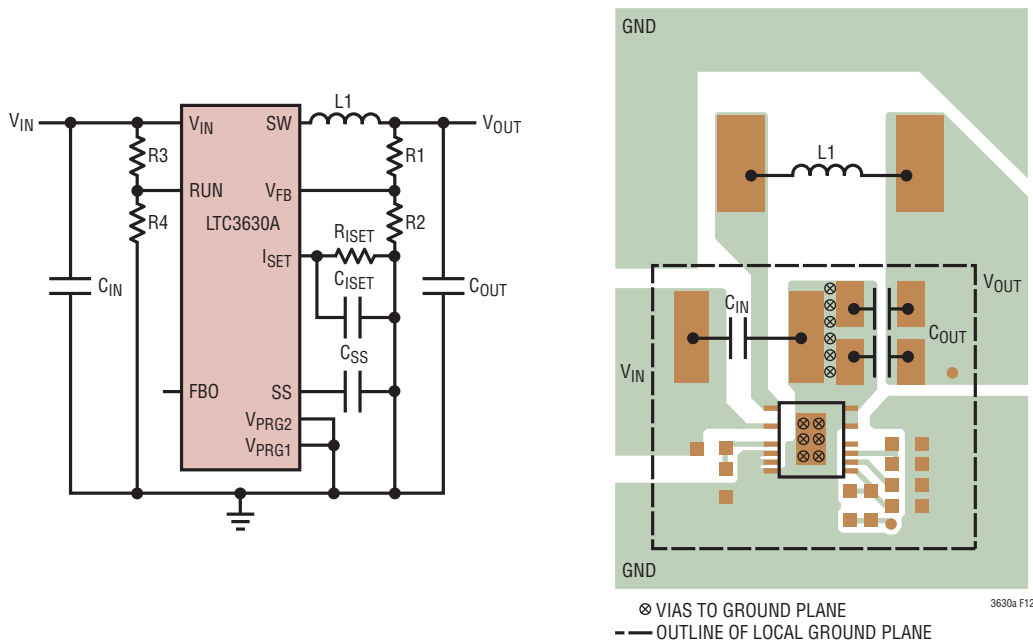 VIN
CIN
R3
R4
VIN
RUN
LTC3630A
FBO
SW
VFB
ISET
SS
VPRG2
VPRG1
L1
VOUT
R1
R2
RISET
CISET
CSS
COUT
GND
L1
VOUT
CIN
COUT
VIN
GND
VIAS TO GROUND PLANE
OUTLINE OF LOCAL GROUND PLANE
3630a F12